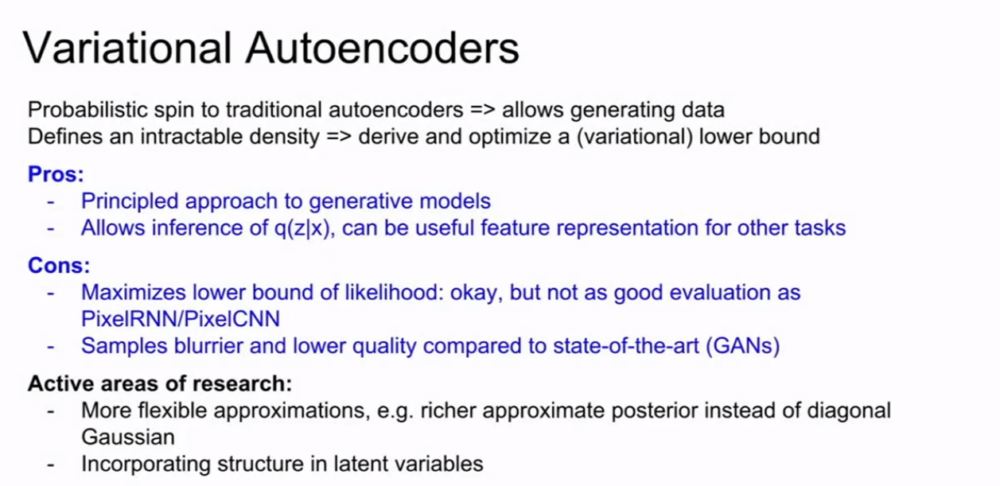 Variational Autoencoders
Probabilistic spin to traditional autoencoders => allows generating data
Defines an intractable density => derive and optimize a (variational) lower bound
Pros:
- Principled approach to generative models
- Allows inference of q(z|x), can be useful feature representation for other tasks
Cons:
- Maximizes lower bound of likelihood: okay, but not as good evaluation as
PixelRNN/PixelCNN
- Samples blurrier and lower quality compared to state-of-the-art (GANs)
Active areas of research:
- More flexible approximations, e.g. richer approximate posterior instead of diagonal
Gaussian
- Incorporating structure in latent variables